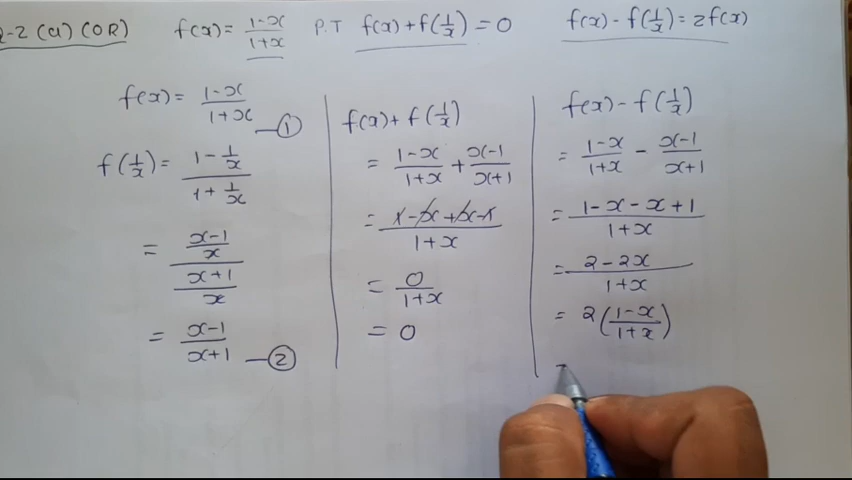 Q-2 (a) (OR) f(x) = (1-x)/(1+x) P.T f(x) + f(1/x) = 0 f(x) - f(1/x) = 2f(x)
f(x) = (1-x)/(1+x) —①
f(1/x) = (1 - 1/x)/(1 + 1/x)
= ((x-1)/x)/((x+1)/x)
= (x-1)/(x+1) —②
f(x) + f(1/x)
= (1-x)/(1+x) + (x-1)/(x+1)
= (1-x+x-1)/(1+x)
= 0/(1+x)
= 0
f(x) - f(1/x)
= (1-x)/(1+x) - (x-1)/(x+1)
= (1-x-x+1)/(1+x)
= (2-2x)/(1+x)
= 2((1-x)/(1+x))
=